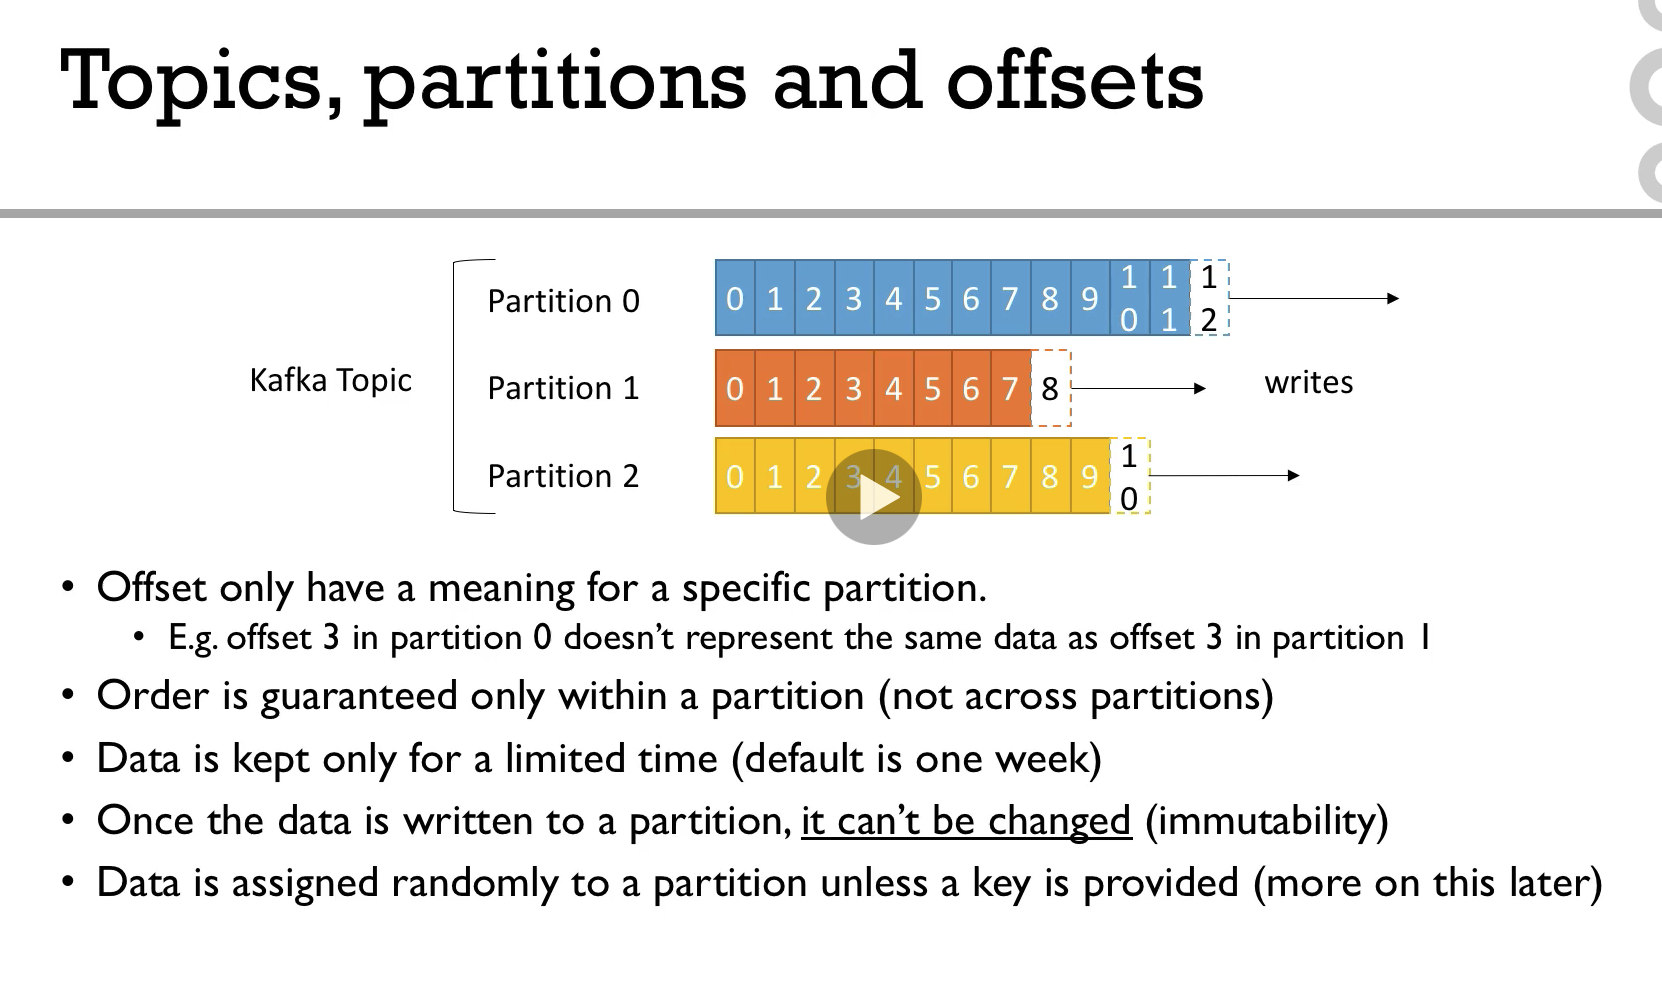 Topics, partitions and offsets
Kafka Topic
Partition 0
0 1 2 3 4 5 6 7 8 9 10 11 12
Partition 1
0 1 2 3 4 5 6 7 8
writes
Partition 2
0 1 2 3 4 5 6 7 8 9 10
• Offset only have a meaning for a specific partition.
• E.g. offset 3 in partition 0 doesn’t represent the same data as offset 3 in partition 1
• Order is guaranteed only within a partition (not across partitions)
• Data is kept only for a limited time (default is one week)
• Once the data is written to a partition, it can’t be changed (immutability)
• Data is assigned randomly to a partition unless a key is provided (more on this later)